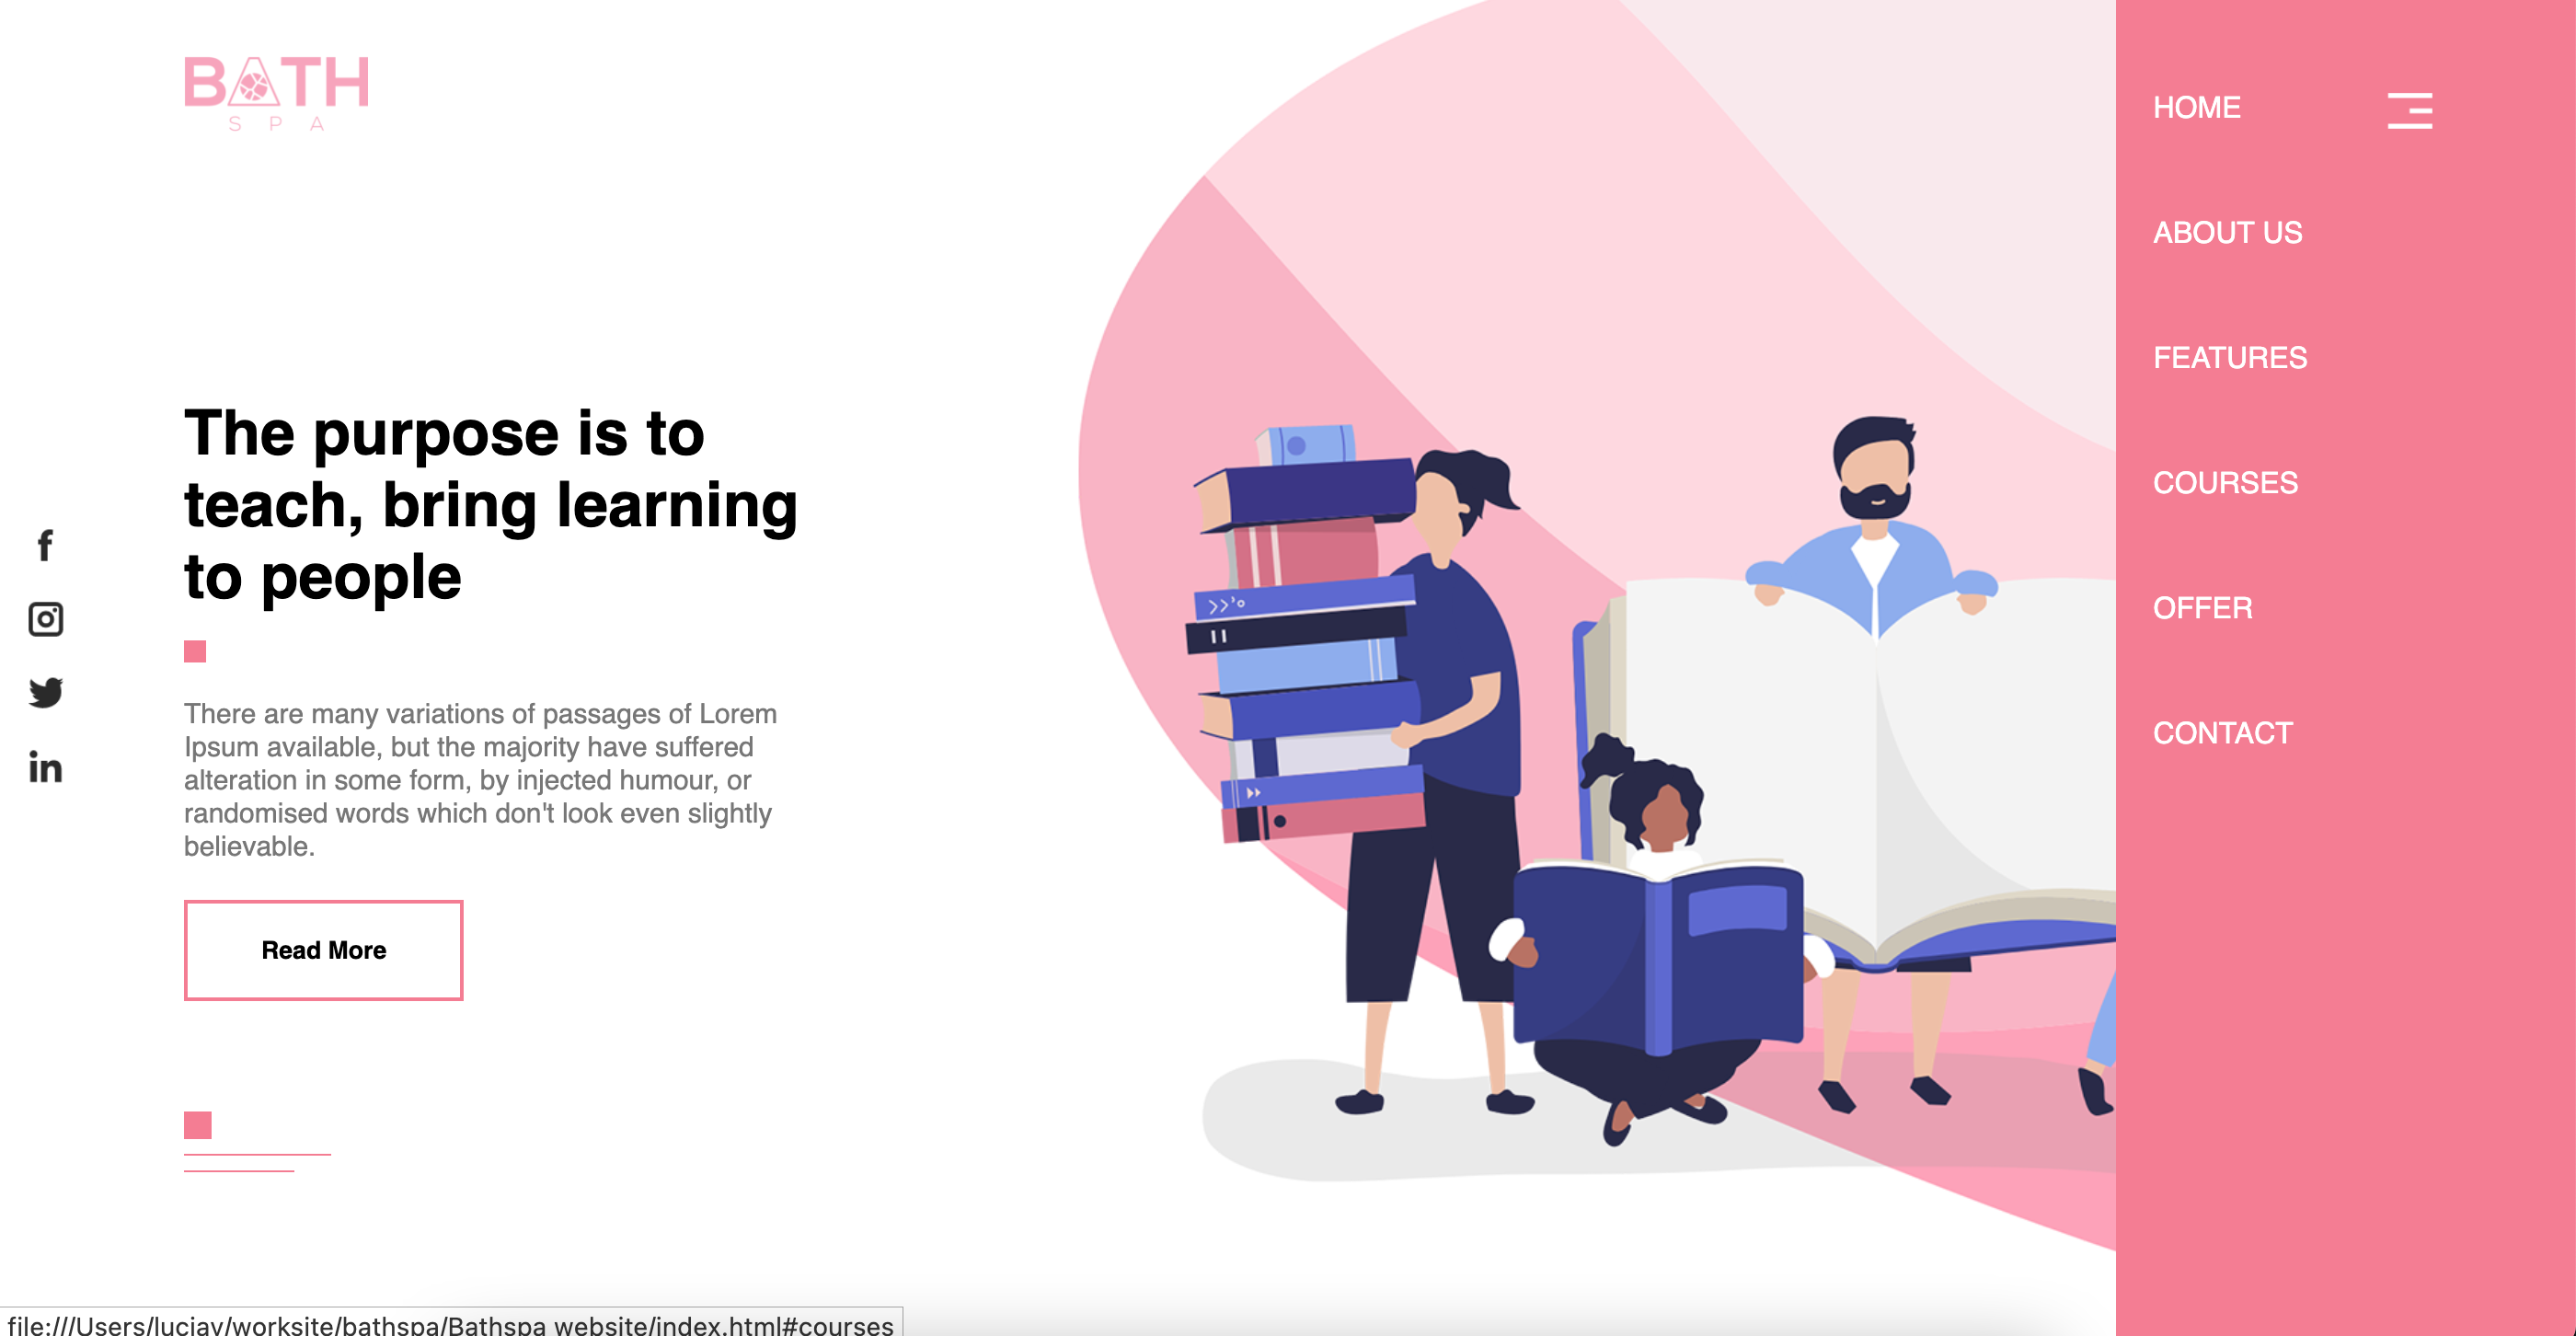 BATH
SPA
The purpose is to
teach, bring learning
to people
There are many variations of passages of Lorem
Ipsum available, but the majority have suffered
alteration in some form, by injected humour, or
randomised words which don't look even slightly
believable.
Read More
HOME
ABOUT US
FEATURES
COURSES
OFFER
CONTACT
file:///Users/luciav/worksite/bathspa/Bathspa website/index.html#courses